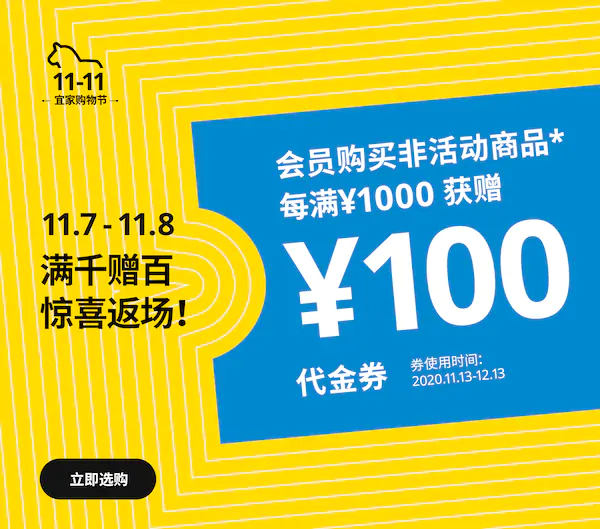 11-11
宜家购物节
11.7 - 11.8
满千赠百
惊喜返场!
会员购买非活动商品*
每满¥1000 获赠
¥100
代金券
券使用时间:
2020.11.13-12.13
立即选购